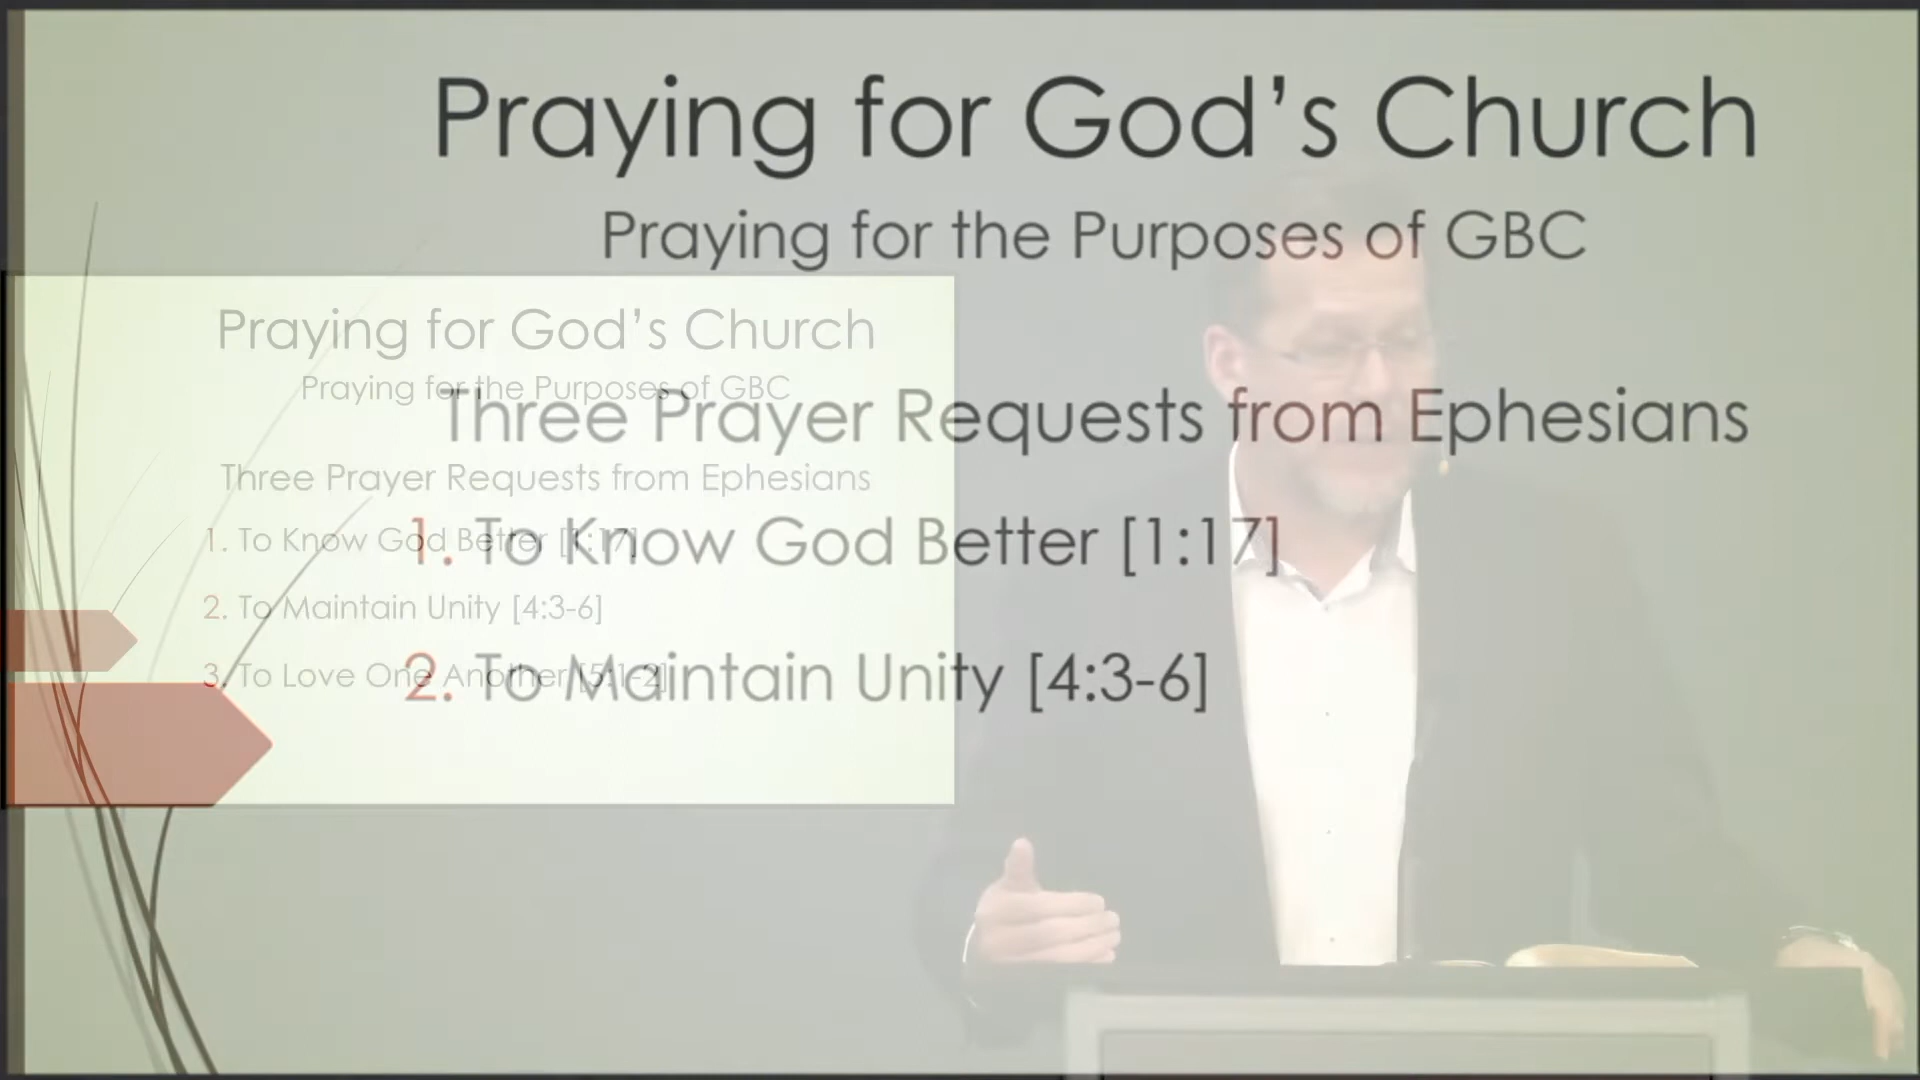 Praying for God's Church
Praying for the Purposes of GBC
Three Prayer Requests from Ephesians
1. To Know God Better [1:17]
2. To Maintain Unity [4:3-6]
Praying for God's Church
Praying for the Purposes of GBC
Three Prayer Requests from Ephesians
1. To Know God Better [1:17]
2. To Maintain Unity [4:3-6]
3. To Love One Another [5:1-2]